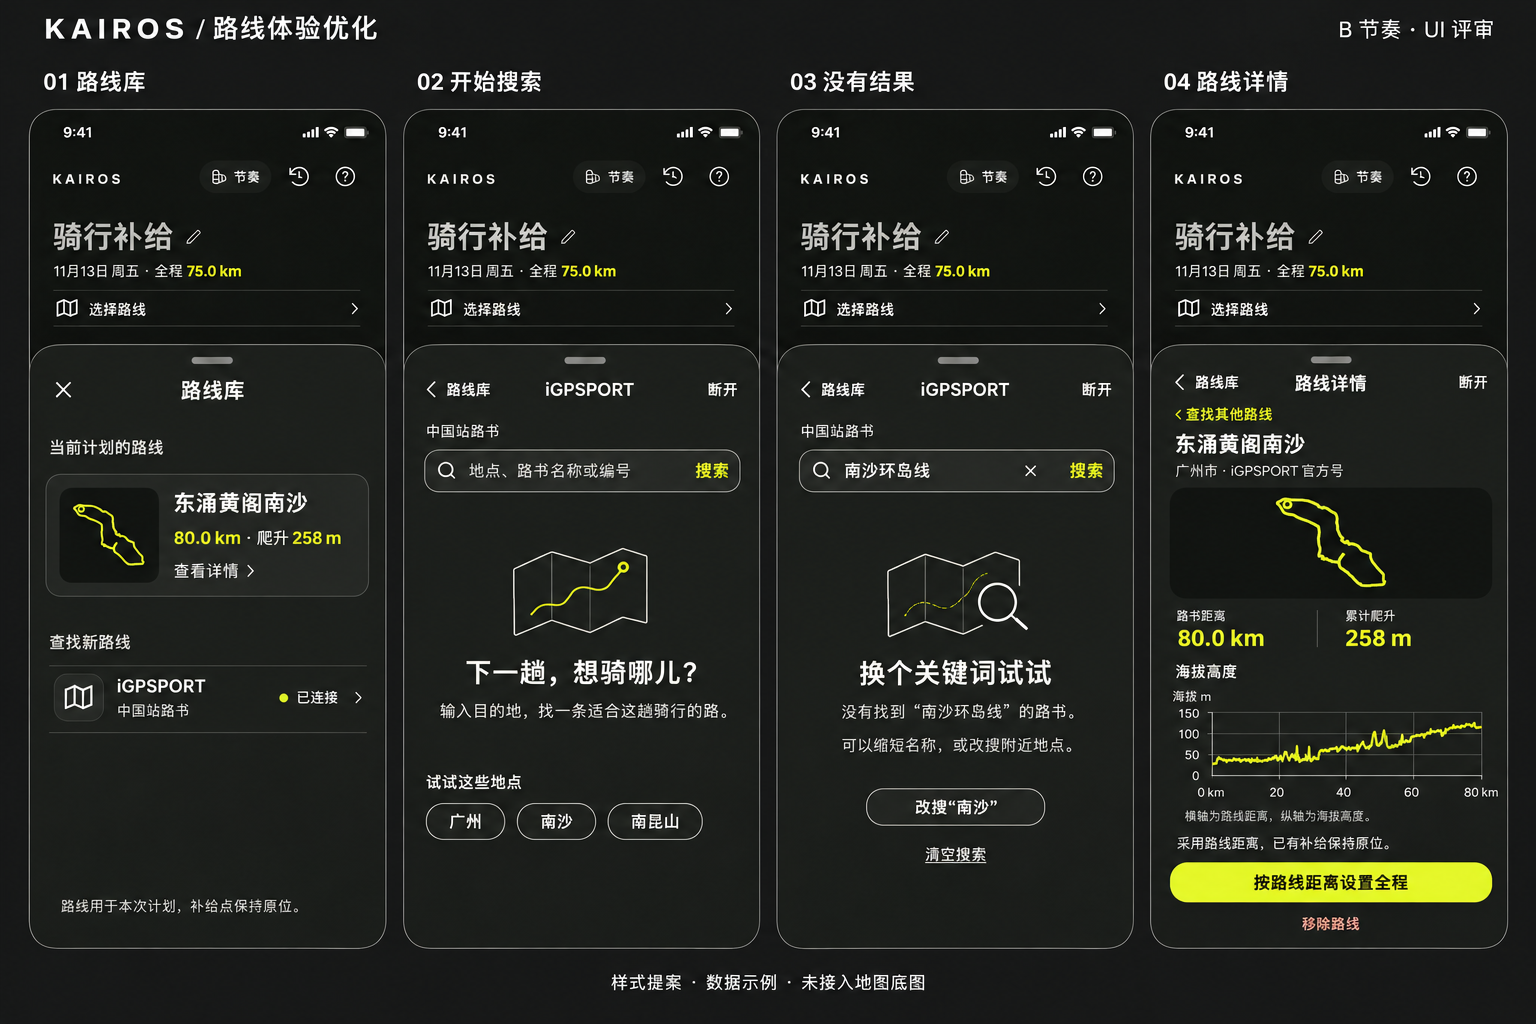 KAIROS / 路线体验优化
B 节奏 · UI 评审
01 路线库
9:41
KAIROS
节奏
骑行补给
11月13日 周五 · 全程 75.0 km
选择路线
路线库
当前计划的路线
东涌黄阁南沙
80.0 km · 爬升 258 m
查看详情
查找新路线
iGPSPORT
中国站路书
已连接
路线用于本次计划，补给点保持原位。
02 开始搜索
9:41
KAIROS
节奏
骑行补给
11月13日 周五 · 全程 75.0 km
选择路线
路线库
iGPSPORT
断开
中国站路书
地点、路书名称或编号
搜索
下一趟，想骑哪儿？
输入目的地，找一条适合这趟骑行的路。
试试这些地点
广州
南沙
南昆山
03 没有结果
9:41
KAIROS
节奏
骑行补给
11月13日 周五 · 全程 75.0 km
选择路线
路线库
iGPSPORT
断开
中国站路书
南沙环岛线
搜索
换个关键词试试
没有找到“南沙环岛线”的路书。
可以缩短名称，或改搜附近地点。
改搜“南沙”
清空搜索
04 路线详情
9:41
KAIROS
节奏
骑行补给
11月13日 周五 · 全程 75.0 km
选择路线
路线库
路线详情
断开
查找其他路线
东涌黄阁南沙
广州市 · iGPSPORT 官方号
路书距离
80.0 km
累计爬升
258 m
海拔高度
海拔 m
150
100
50
0
0 km
20
40
60
80 km
横轴为路线距离，纵轴为海拔高度。
采用路线距离，已有补给保持原位。
按路线距离设置全程
移除路线
样式提案 · 数据示例 · 未接入地图底图